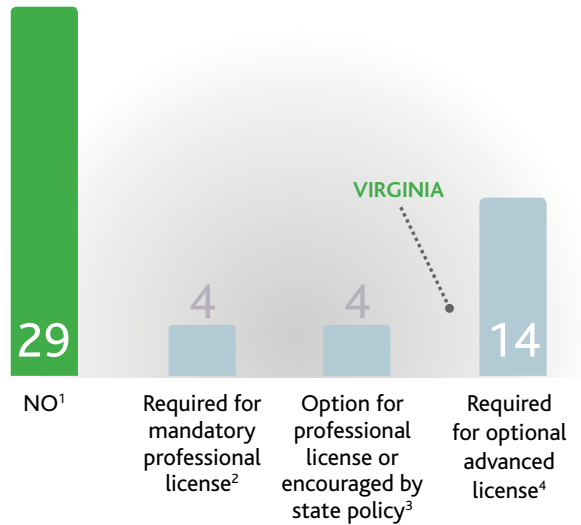 VIRGINIA
29
4
4
14
NO¹
Required for
mandatory
professional
license²
Option for
professional
license or
encouraged by
state policy³
Required
for optional
advanced
license⁴